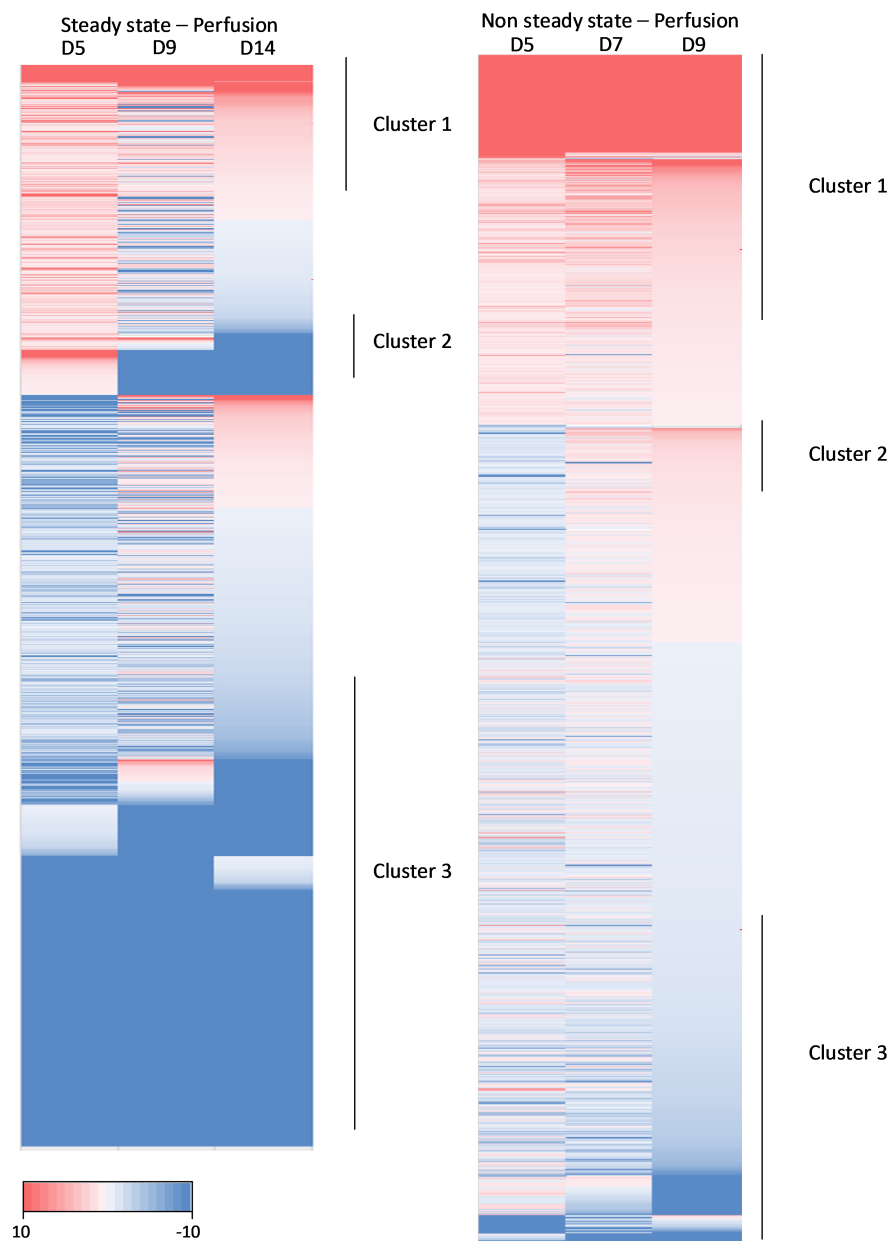 Steady state – Perfusion
D5 D9 D14
Cluster 1
Cluster 2
Cluster 3
10 -10
Non steady state – Perfusion
D5 D7 D9
Cluster 1
Cluster 2
Cluster 3